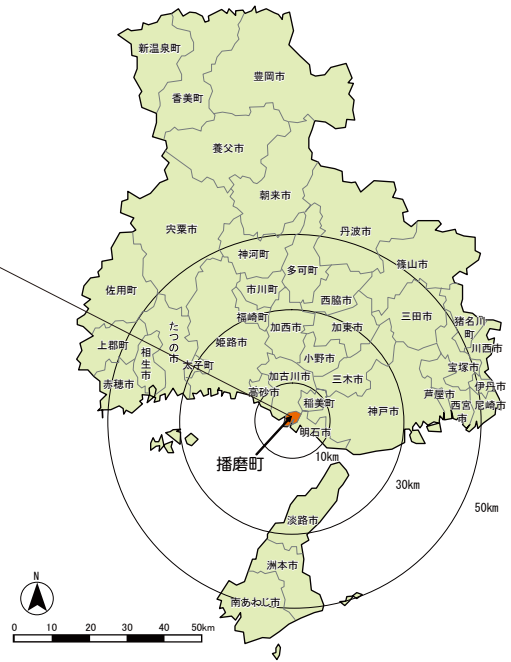 新温泉町
豊岡市
香美町
養父市
朝来市
宍粟市
丹波市
神河町
篠山市
多可町
佐用町
市川町
西脇市
三田市
猪名川
町
福崎町
加西市
加東市
たつの市
上郡町
姫路市
川西市
相生市
太子町
小野市
宝塚市
赤穂市
加古川市
三木市
伊丹市
高砂市
稲美町
神戸市
芦屋市
西宮
市
尼崎市
明石市
播磨町
10km
30km
50km
淡路市
洲本市
南あわじ市
N
0 10 20 30 40 50km